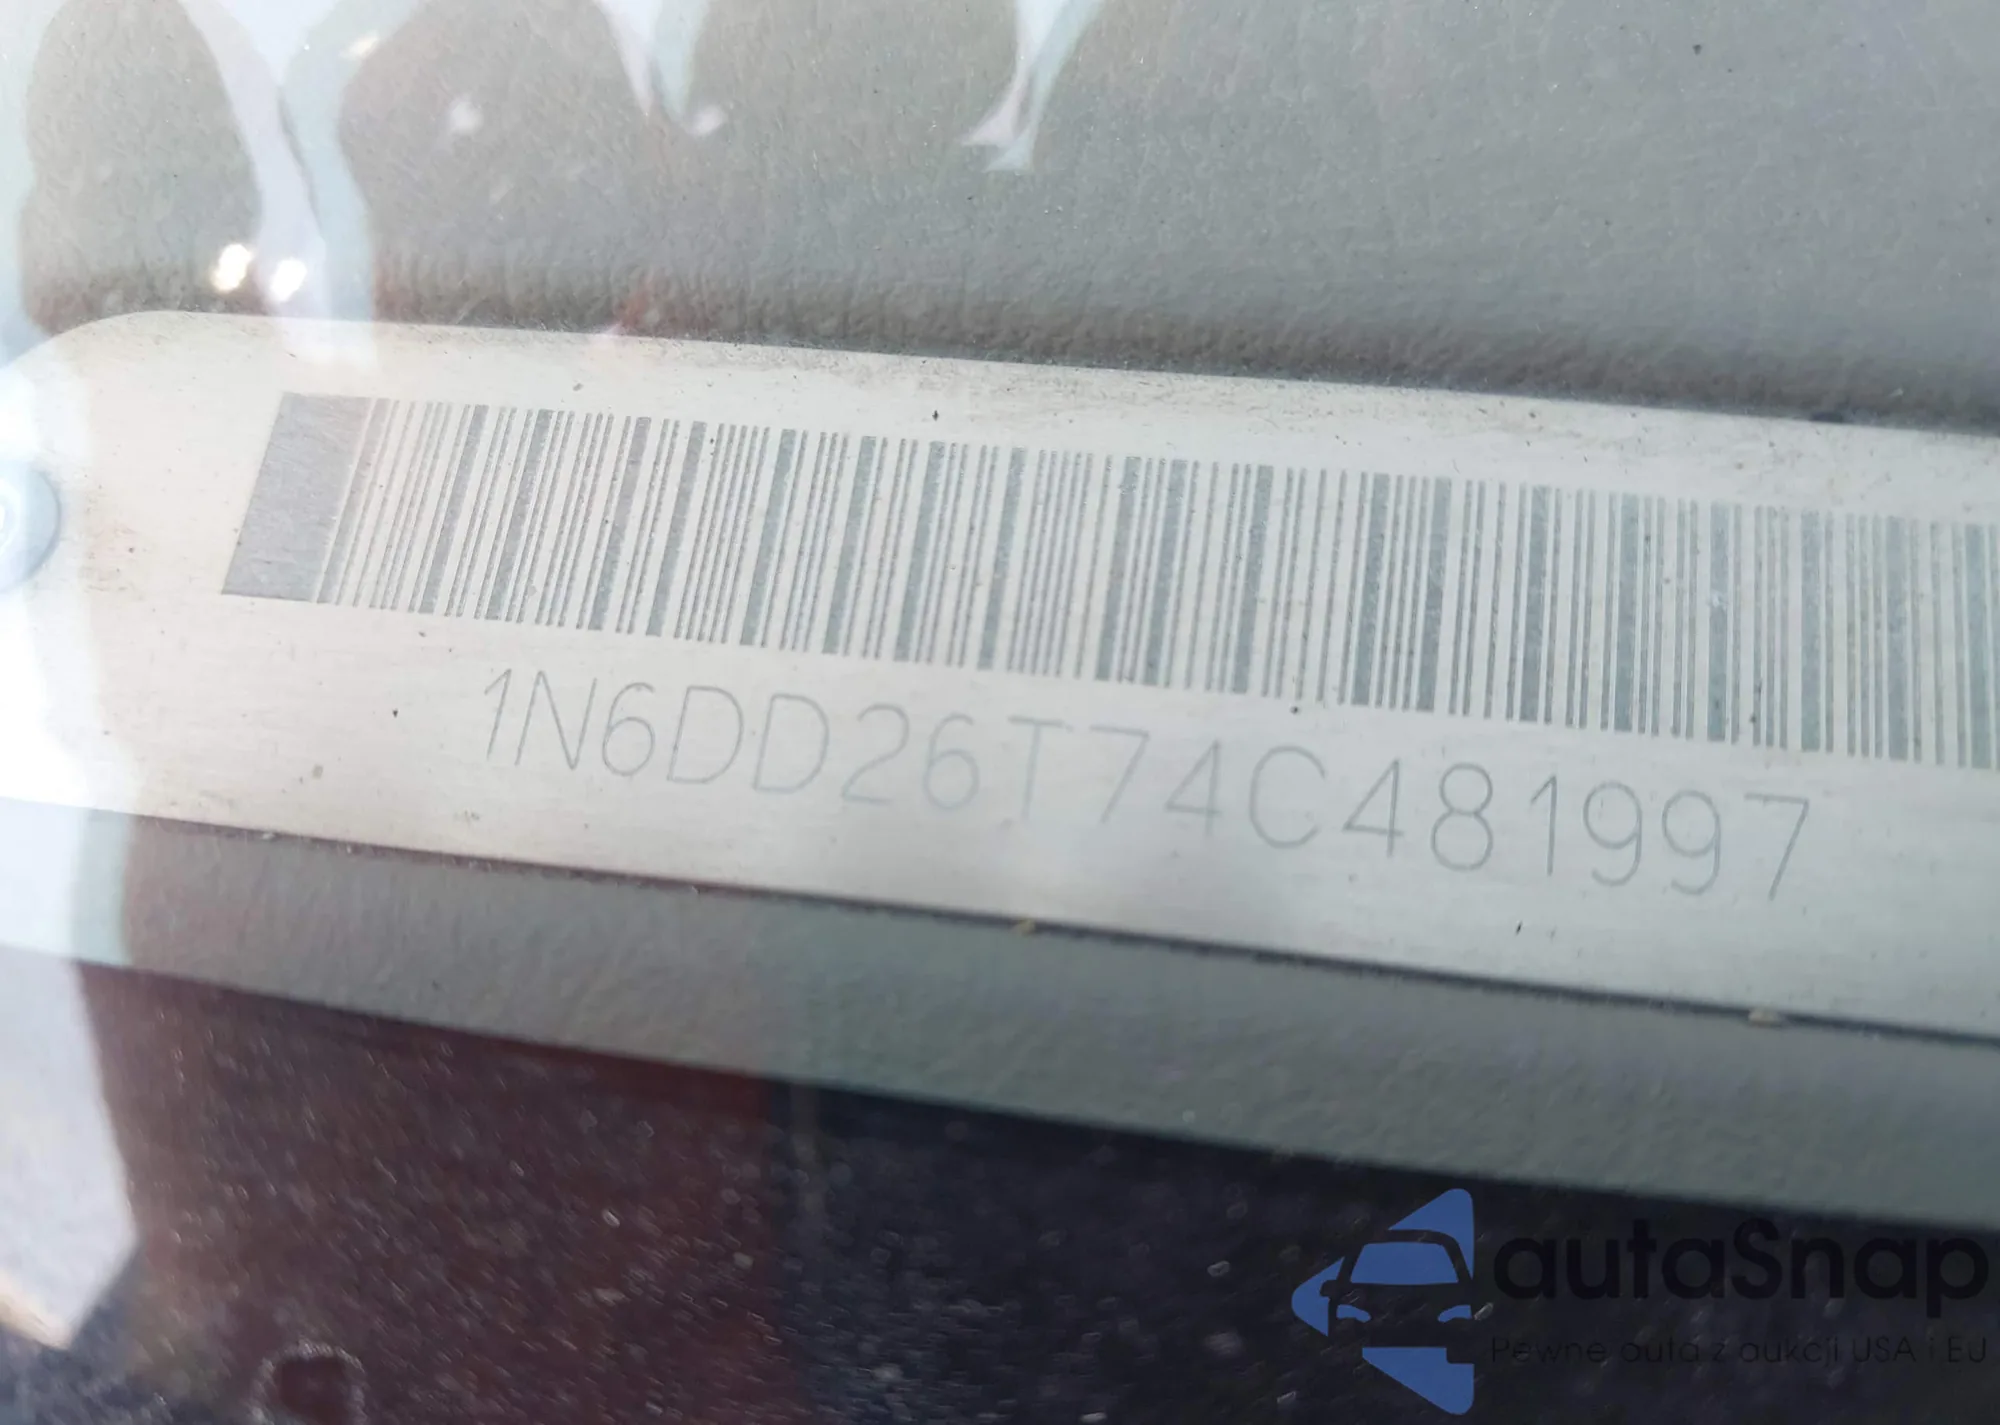 1N6DD26T74C481997
autaSnap
Pewne auta z aukcji USA i EU